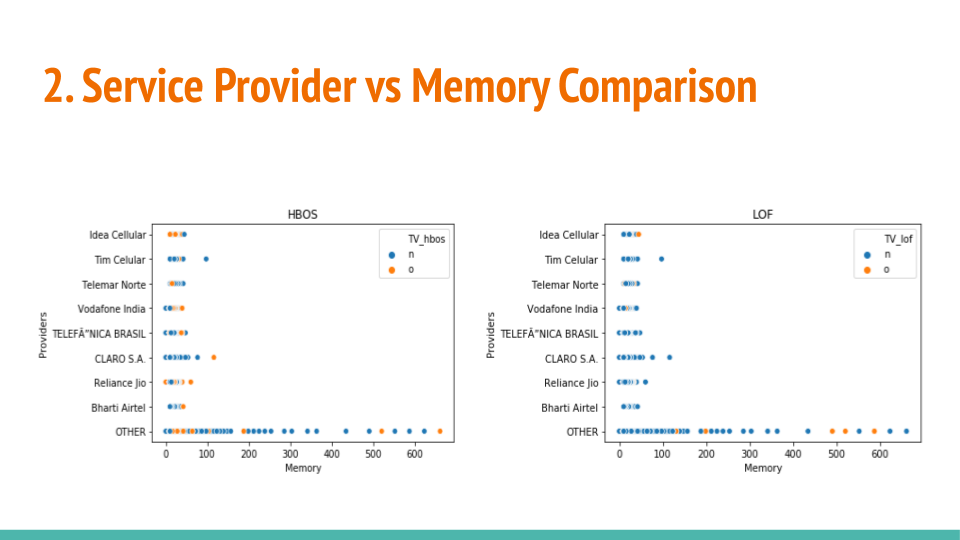 2. Service Provider vs Memory Comparison
HBOS
Providers
Idea Cellular
Tim Celular
Telemar Norte
Vodafone India
TELEFÃ”NICA BRASIL
CLARO S.A.
Reliance Jio
Bharti Airtel
OTHER
TV_hbos
n
o
0 100 200 300 400 500 600
Memory
LOF
Providers
Idea Cellular
Tim Celular
Telemar Norte
Vodafone India
TELEFÃ”NICA BRASIL
CLARO S.A.
Reliance Jio
Bharti Airtel
OTHER
TV_lof
n
o
0 100 200 300 400 500 600
Memory